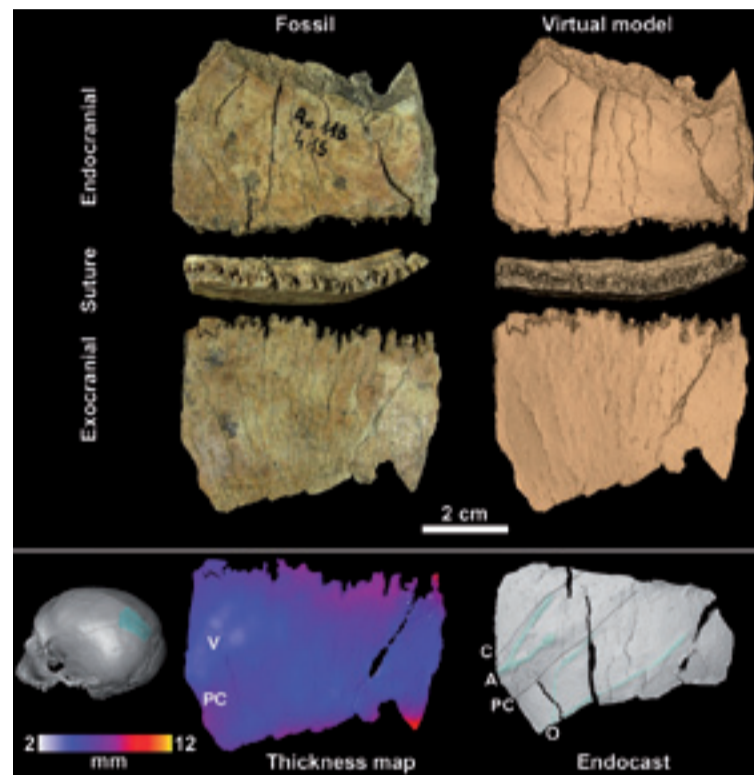 Fossil
Virtual model
Endocranial
Suture
Exocranial
2 cm
V
PC
C
A
PC
O
2
12
mm
Thickness map
Endocast